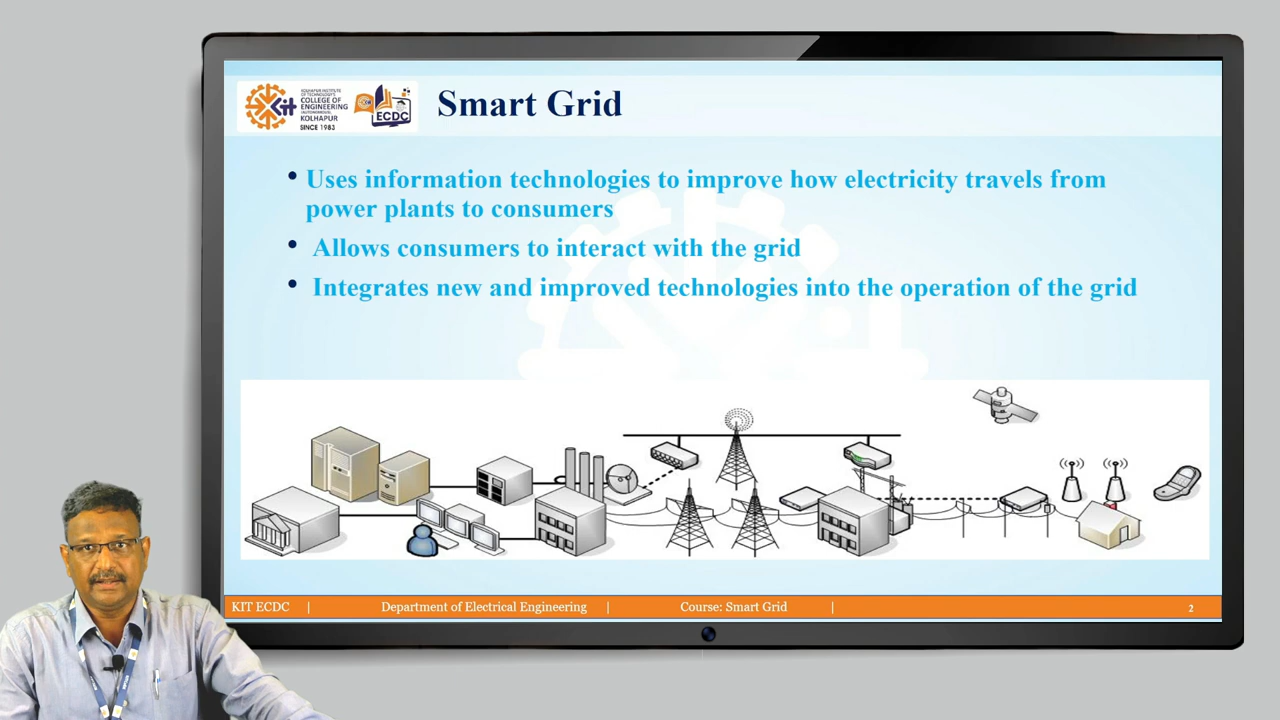 KOLHAPUR INSTITUTE
OF TECHNOLOGY'S
COLLEGE OF
ENGINEERING
(AUTONOMOUS)
KOLHAPUR
SINCE 1983
Kit
ECDC
Smart Grid
• Uses information technologies to improve how electricity travels from
power plants to consumers
• Allows consumers to interact with the grid
• Integrates new and improved technologies into the operation of the grid
KIT ECDC | Department of Electrical Engineering | Course: Smart Grid | 2